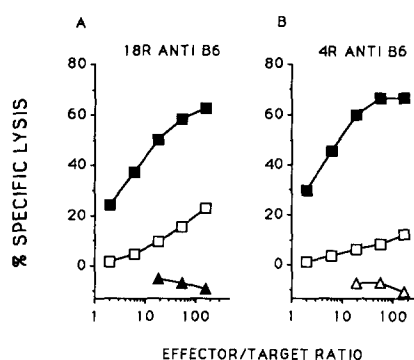 A
B
18R ANTI B6
4R ANTI B6
% SPECIFIC LYSIS
80
60
40
20
0
1
10
100
80
60
40
20
0
1
10
100
EFFECTOR/TARGET RATIO